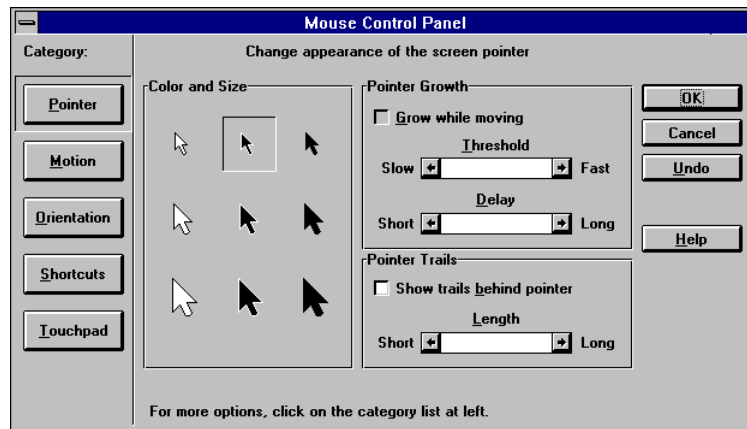 Mouse Control Panel
Category:
Change appearance of the screen pointer
Pointer
Motion
Orientation
Shortcuts
Touchpad
Color and Size
Pointer Growth
Grow while moving
Threshold
Slow Fast
Delay
Short Long
Pointer Trails
Show trails behind pointer
Length
Short Long
OK
Cancel
Undo
Help
For more options, click on the category list at left.